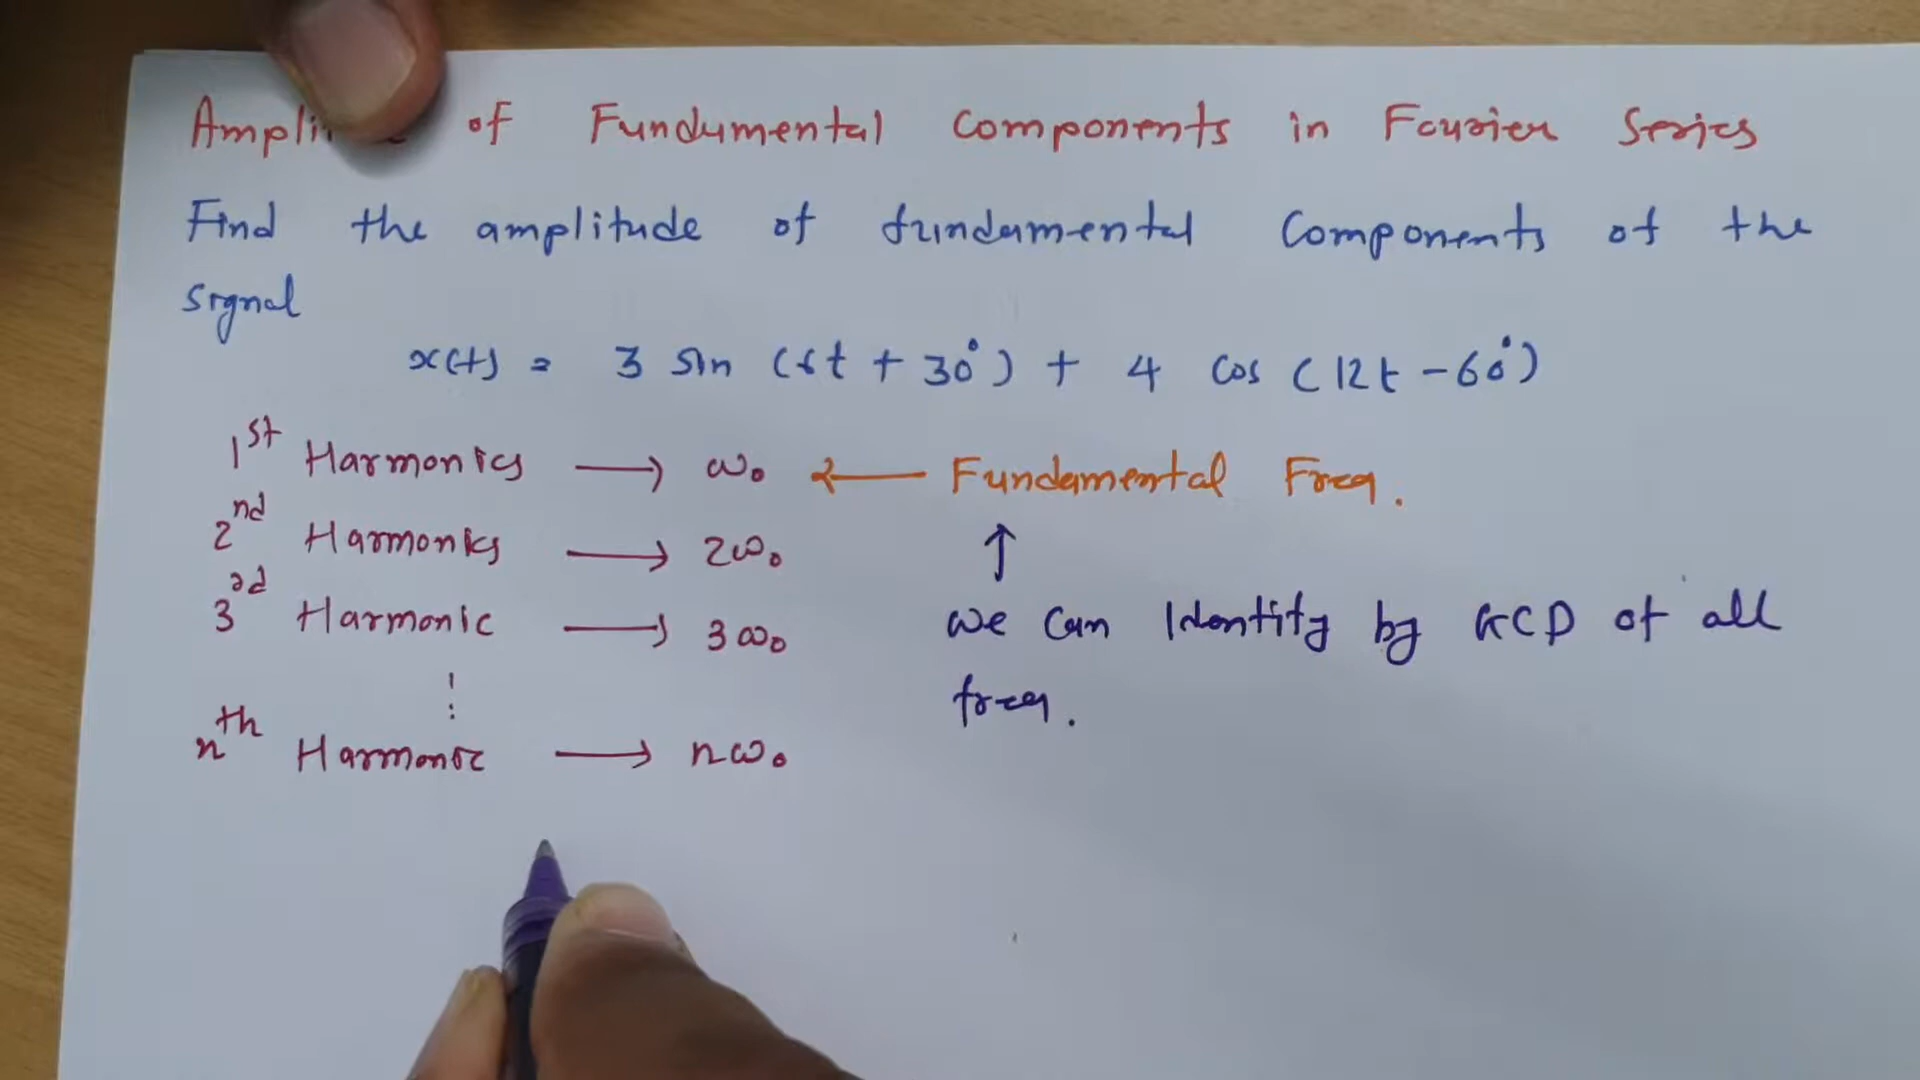 of Fundumental Components in Fourier Series
Find the amplitude of fundamental Components of the
signal
x(t) = 3 sin (6t + 30°) + 4 cos (12t - 60°)
1st Harmonics → ω₀ ← Fundamental Freq.
2nd Harmonics → 2ω₀ ↑
3rd Harmonic → 3ω₀ we can Identify by GCD of all
⋮ freq.
nth Harmonic → nω₀